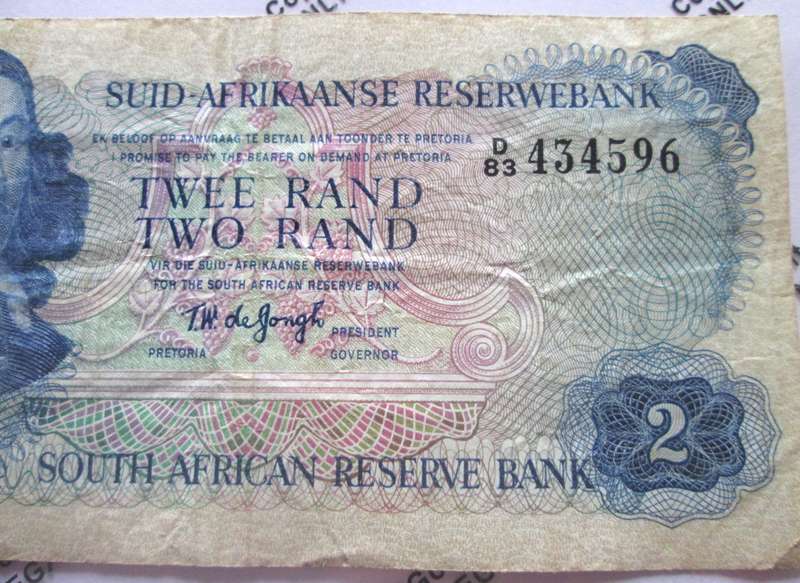 SUID-AFRIKAANSE RESERWEBANK
EK BELOOF OP AANVRAAG TE BETAAL AAN TOONDER TE PRETORIA
I PROMISE TO PAY THE BEARER ON DEMAND AT PRETORIA
D/83 434596
TWEE RAND
TWO RAND
VIR DIE SUID-AFRIKAANSE RESERWEBANK
FOR THE SOUTH AFRICAN RESERVE BANK
T.W. de Jongh
PRESIDENT
PRETORIA GOVERNOR
2
SOUTH AFRICAN RESERVE BANK